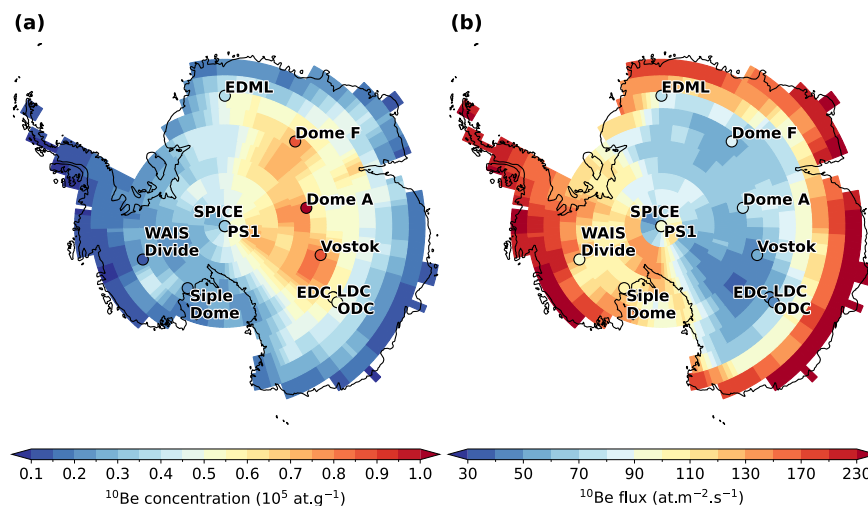 (a)
EDML
Dome F
Dome A
SPICE
PS1
WAIS
Divide
Vostok
Siple
Dome
EDC LDC
ODC
0.1 0.2 0.3 0.4 0.5 0.6 0.7 0.8 0.9 1.0
¹⁰Be concentration (10⁵ at.g⁻¹)
(b)
EDML
Dome F
Dome A
SPICE
PS1
WAIS
Divide
Vostok
Siple
Dome
EDC LDC
ODC
30 50 70 90 110 130 170 230
¹⁰Be flux (at.m⁻².s⁻¹)